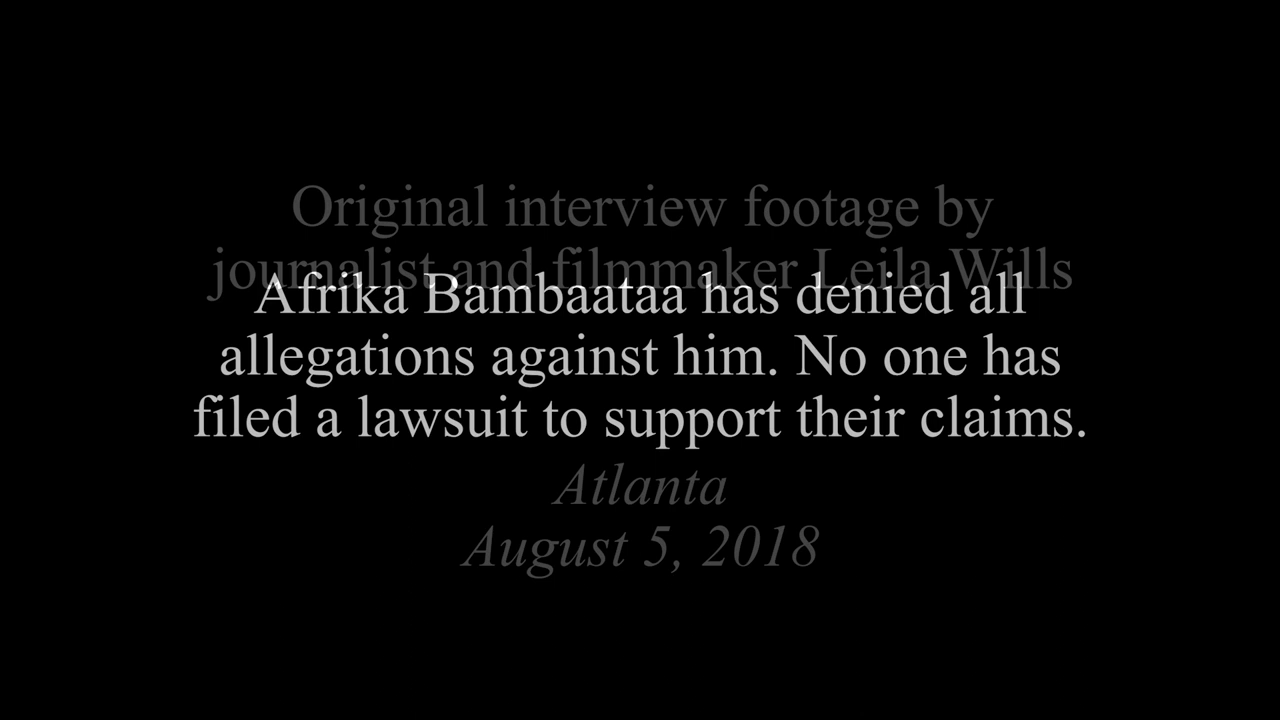 Original interview footage by
journalist and filmmaker Leila Wills
Afrika Bambaataa has denied all
allegations against him. No one has
filed a lawsuit to support their claims.
Atlanta
August 5, 2018